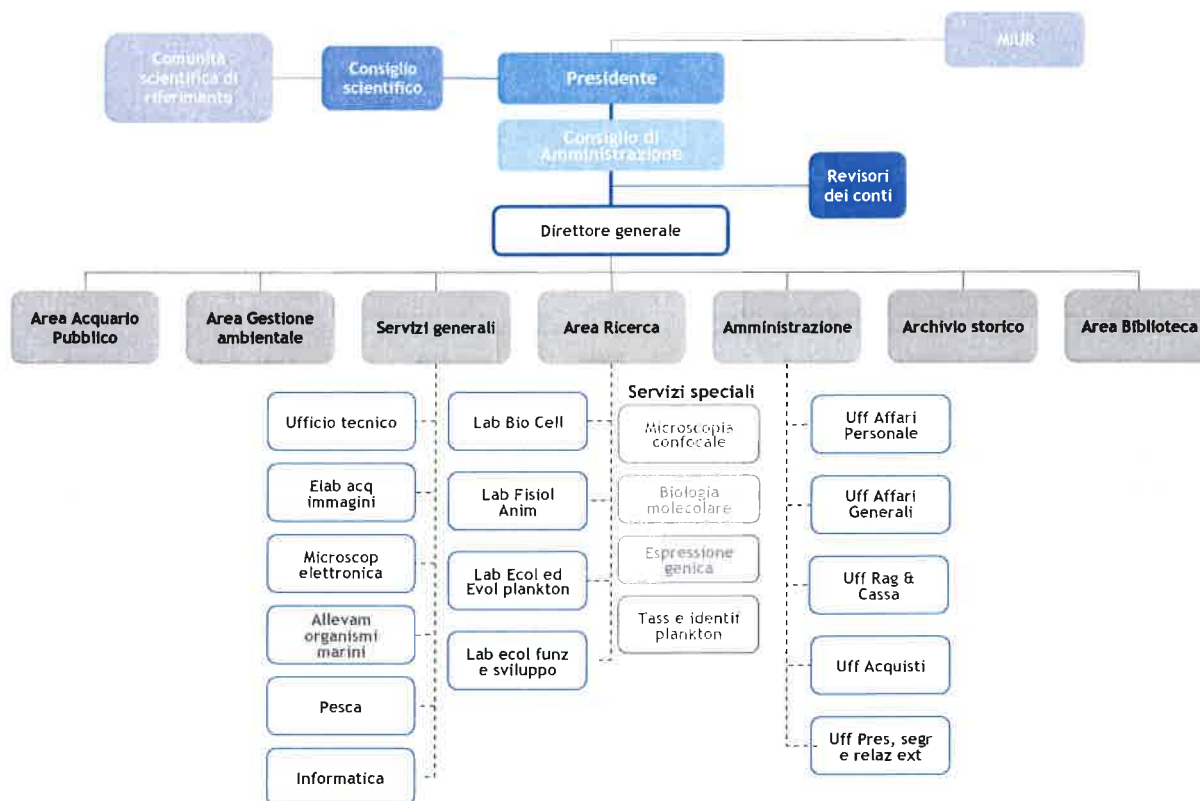 MIUR
Comunità
scientifica di
riferimento
Consiglio
scientifico
Presidente
Consiglio di
Amministrazione
Revisori
dei conti
Direttore generale
Area Acquario
Pubblico
Area Gestione
ambientale
Servizi generali
Area Ricerca
Amministrazione
Archivio storico
Area Biblioteca
Ufficio tecnico
Elab acq
immagini
Microscop
elettronica
Allevam
organismi
marini
Pesca
Informatica
Lab Bio Cell
Lab Fisiol
Anim
Lab Ecol ed
Evol plankton
Lab ecol funz
e sviluppo
Servizi speciali
Microscopia
confocale
Biologia
molecolare
Espressione
genica
Tass e identif
plankton
Uff Affari
Personale
Uff Affari
Generali
Uff Rag &
Cassa
Uff Acquisti
Uff Pres, segr
e relaz ext